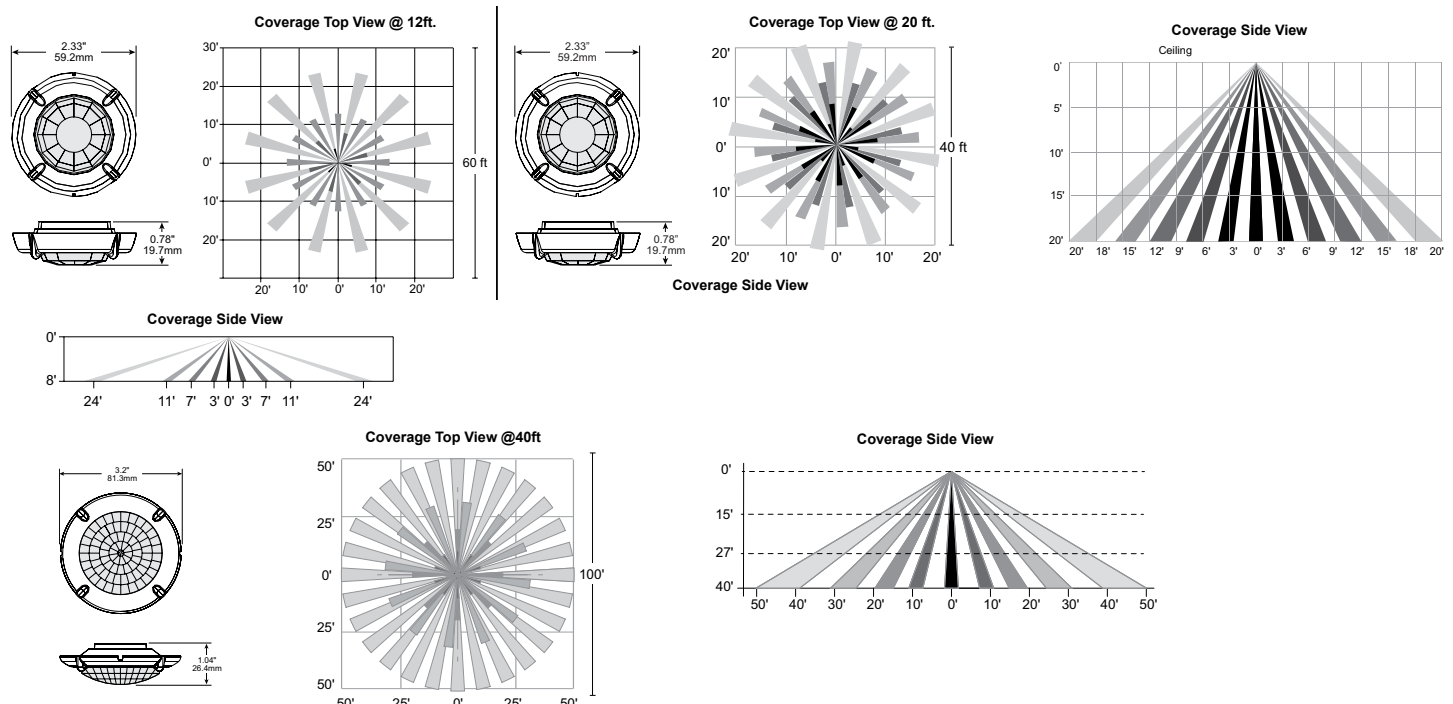 Coverage Top View @ 12ft.
2.33"
59.2mm
30'
20'
10'
0'
10'
20'
60 ft
20' 10' 0' 10' 20'
0.78"
19.7mm
Coverage Top View @ 20 ft.
2.33"
59.2mm
20'
10'
0'
10'
20'
40 ft
20' 10' 0' 10' 20'
0.78"
19.7mm
Coverage Side View
Coverage Side View
Ceiling
0'
5'
10'
15'
20'
20' 18' 15' 12' 9' 6' 3' 0' 3' 6' 9' 12' 15' 18' 20'
Coverage Side View
0'
8'
24' 11' 7' 3' 0' 3' 7' 11' 24'
Coverage Top View @40ft
3.2"
81.3mm
50'
25'
0'
25'
50'
100'
50' 25' 0' 25' 50'
1.04"
26.4mm
Coverage Side View
0'
15'
27'
40'
50' 40' 30' 20' 10' 0' 10' 20' 30' 40' 50'